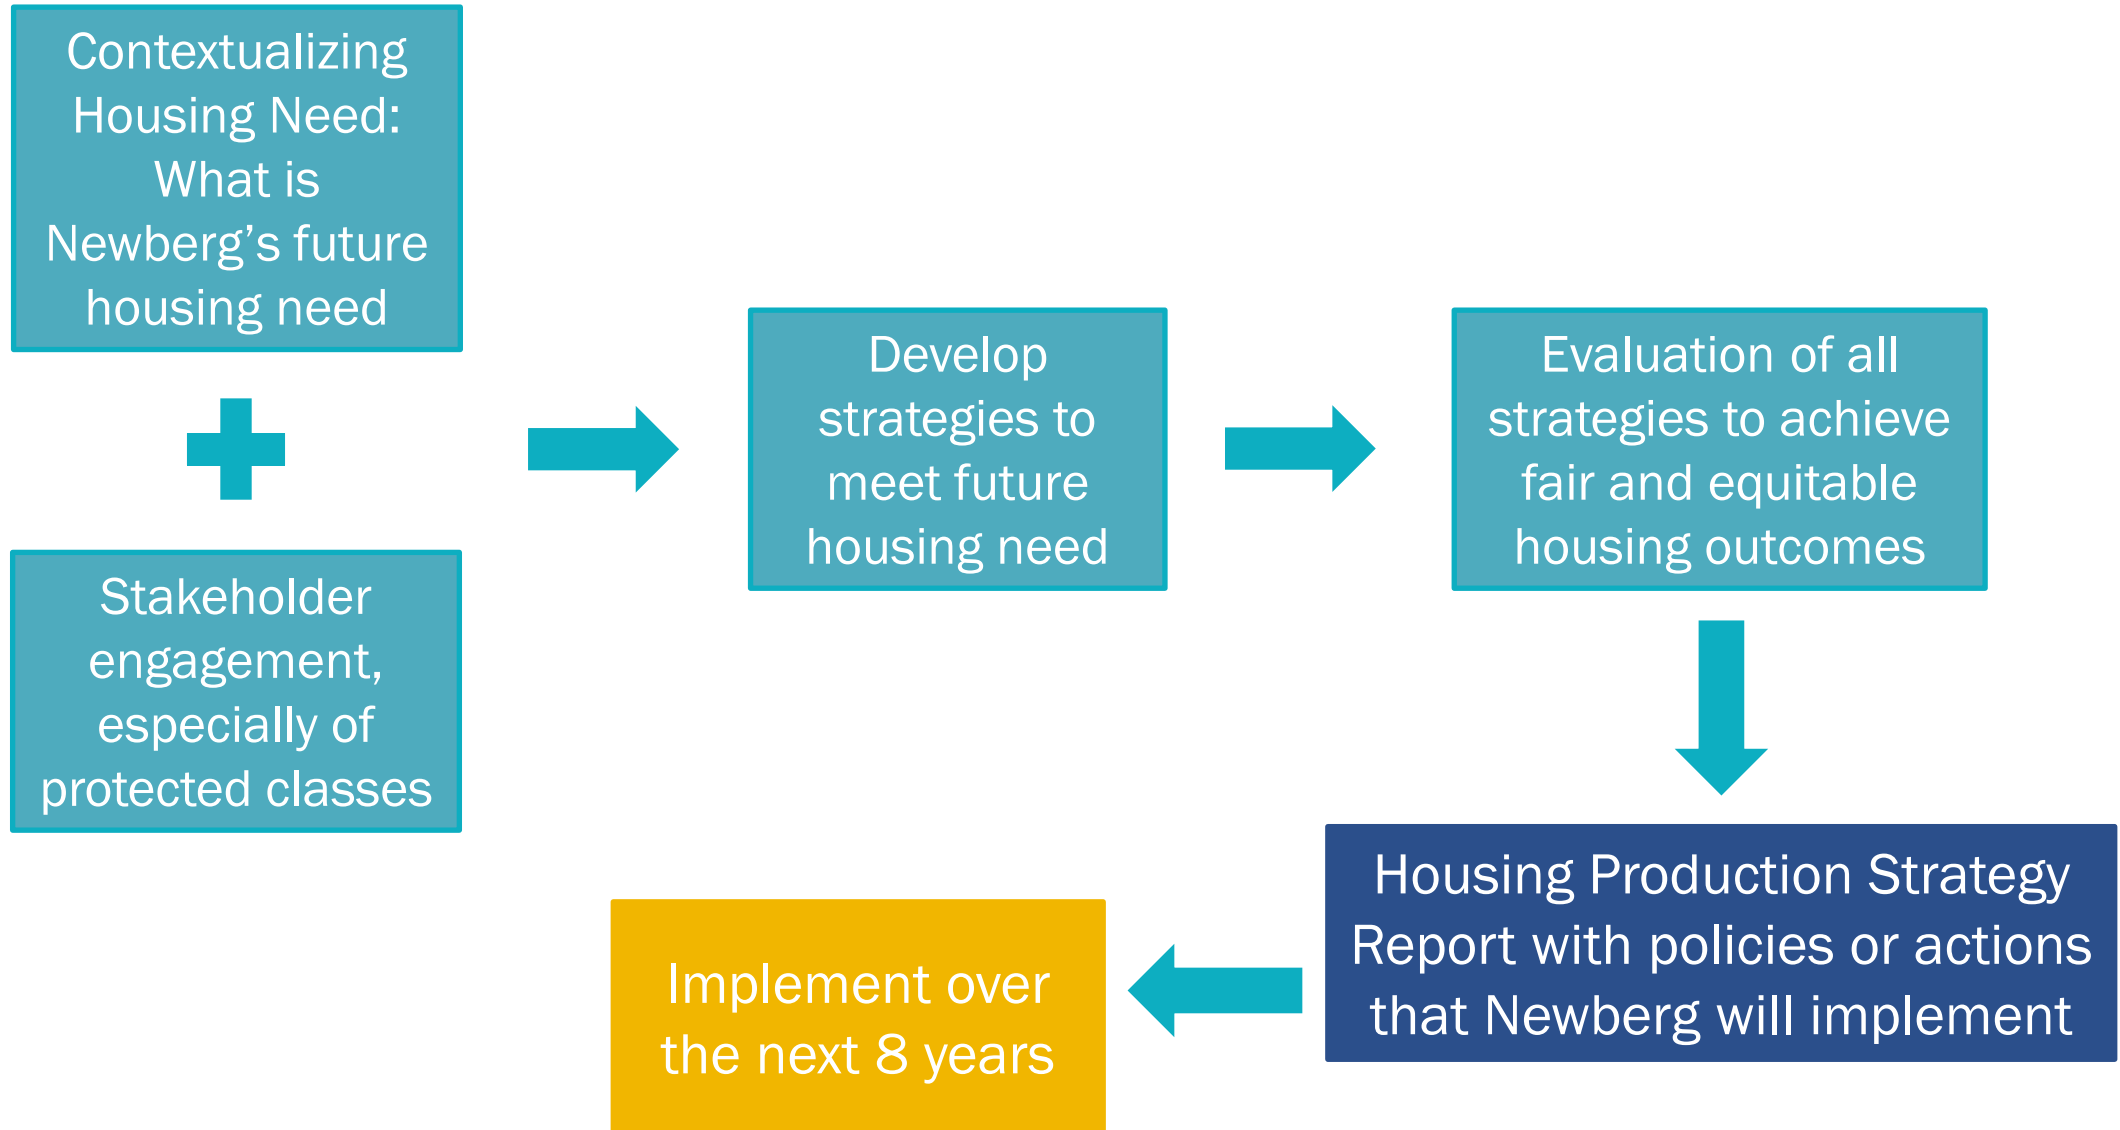 Contextualizing
Housing Need:
What is
Newberg’s future
housing need
Stakeholder
engagement,
especially of
protected classes
Develop
strategies to
meet future
housing need
Evaluation of all
strategies to achieve
fair and equitable
housing outcomes
Housing Production Strategy
Report with policies or actions
that Newberg will implement
Implement over
the next 8 years